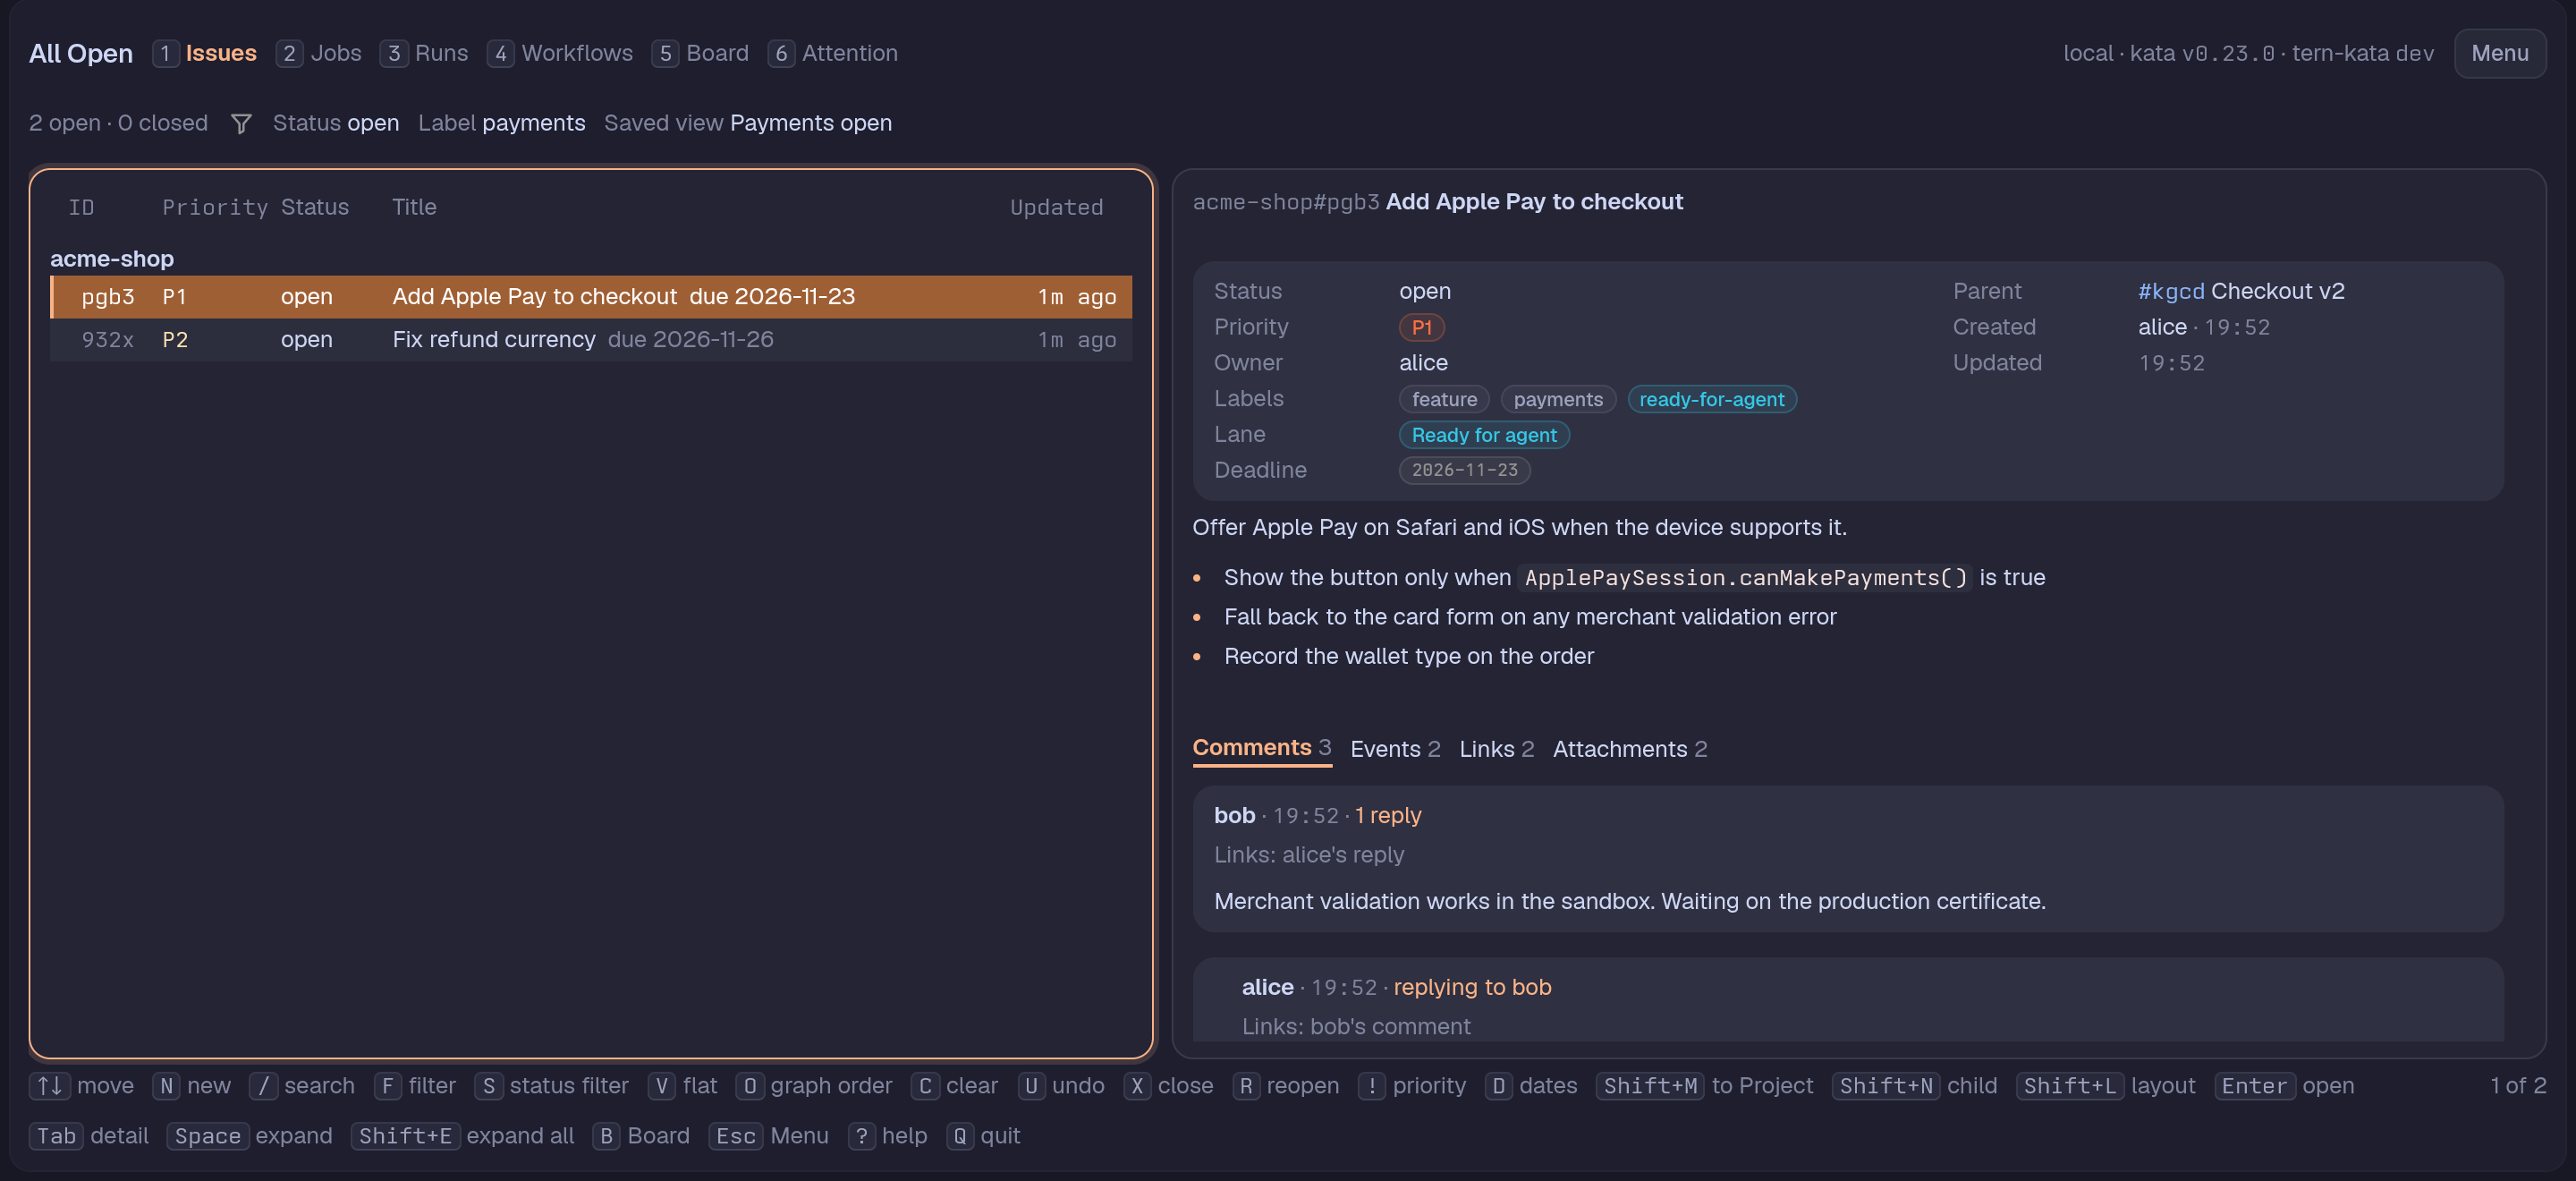 All Open 1 Issues 2 Jobs 3 Runs 4 Workflows 5 Board 6 Attention local · kata v0.23.0 · tern-kata dev Menu
2 open · 0 closed Status open Label payments Saved view Payments open
ID Priority Status Title Updated
acme-shop
pgb3 P1 open Add Apple Pay to checkout due 2026-11-23 1m ago
932x P2 open Fix refund currency due 2026-11-26 1m ago
acme-shop#pgb3 Add Apple Pay to checkout
Status open Parent #kgcd Checkout v2
Priority P1 Created alice · 19:52
Owner alice Updated 19:52
Labels feature payments ready-for-agent
Lane Ready for agent
Deadline 2026-11-23
Offer Apple Pay on Safari and iOS when the device supports it.
• Show the button only when ApplePaySession.canMakePayments() is true
• Fall back to the card form on any merchant validation error
• Record the wallet type on the order
Comments 3 Events 2 Links 2 Attachments 2
bob · 19:52 · 1 reply
Links: alice's reply
Merchant validation works in the sandbox. Waiting on the production certificate.
alice · 19:52 · replying to bob
Links: bob's comment
↑↓ move N new / search F filter S status filter V flat O graph order C clear U undo X close R reopen ! priority D dates Shift+M to Project Shift+N child Shift+L layout Enter open 1 of 2
Tab detail Space expand Shift+E expand all B Board Esc Menu ? help Q quit